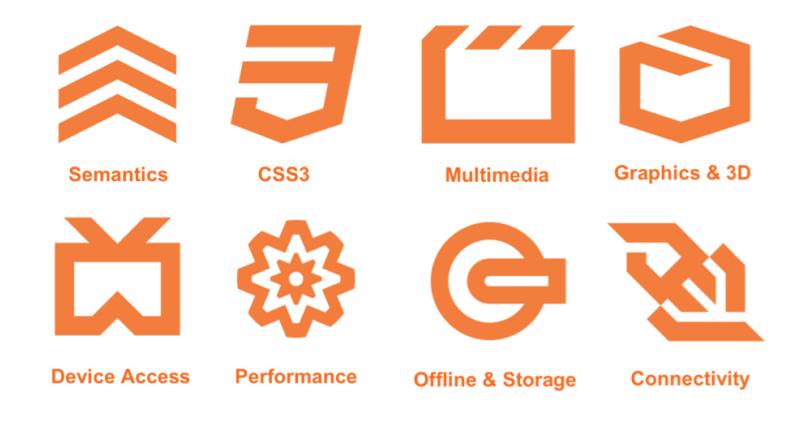 Semantics
CSS3
Multimedia
Graphics & 3D
Device Access
Performance
Offline & Storage
Connectivity